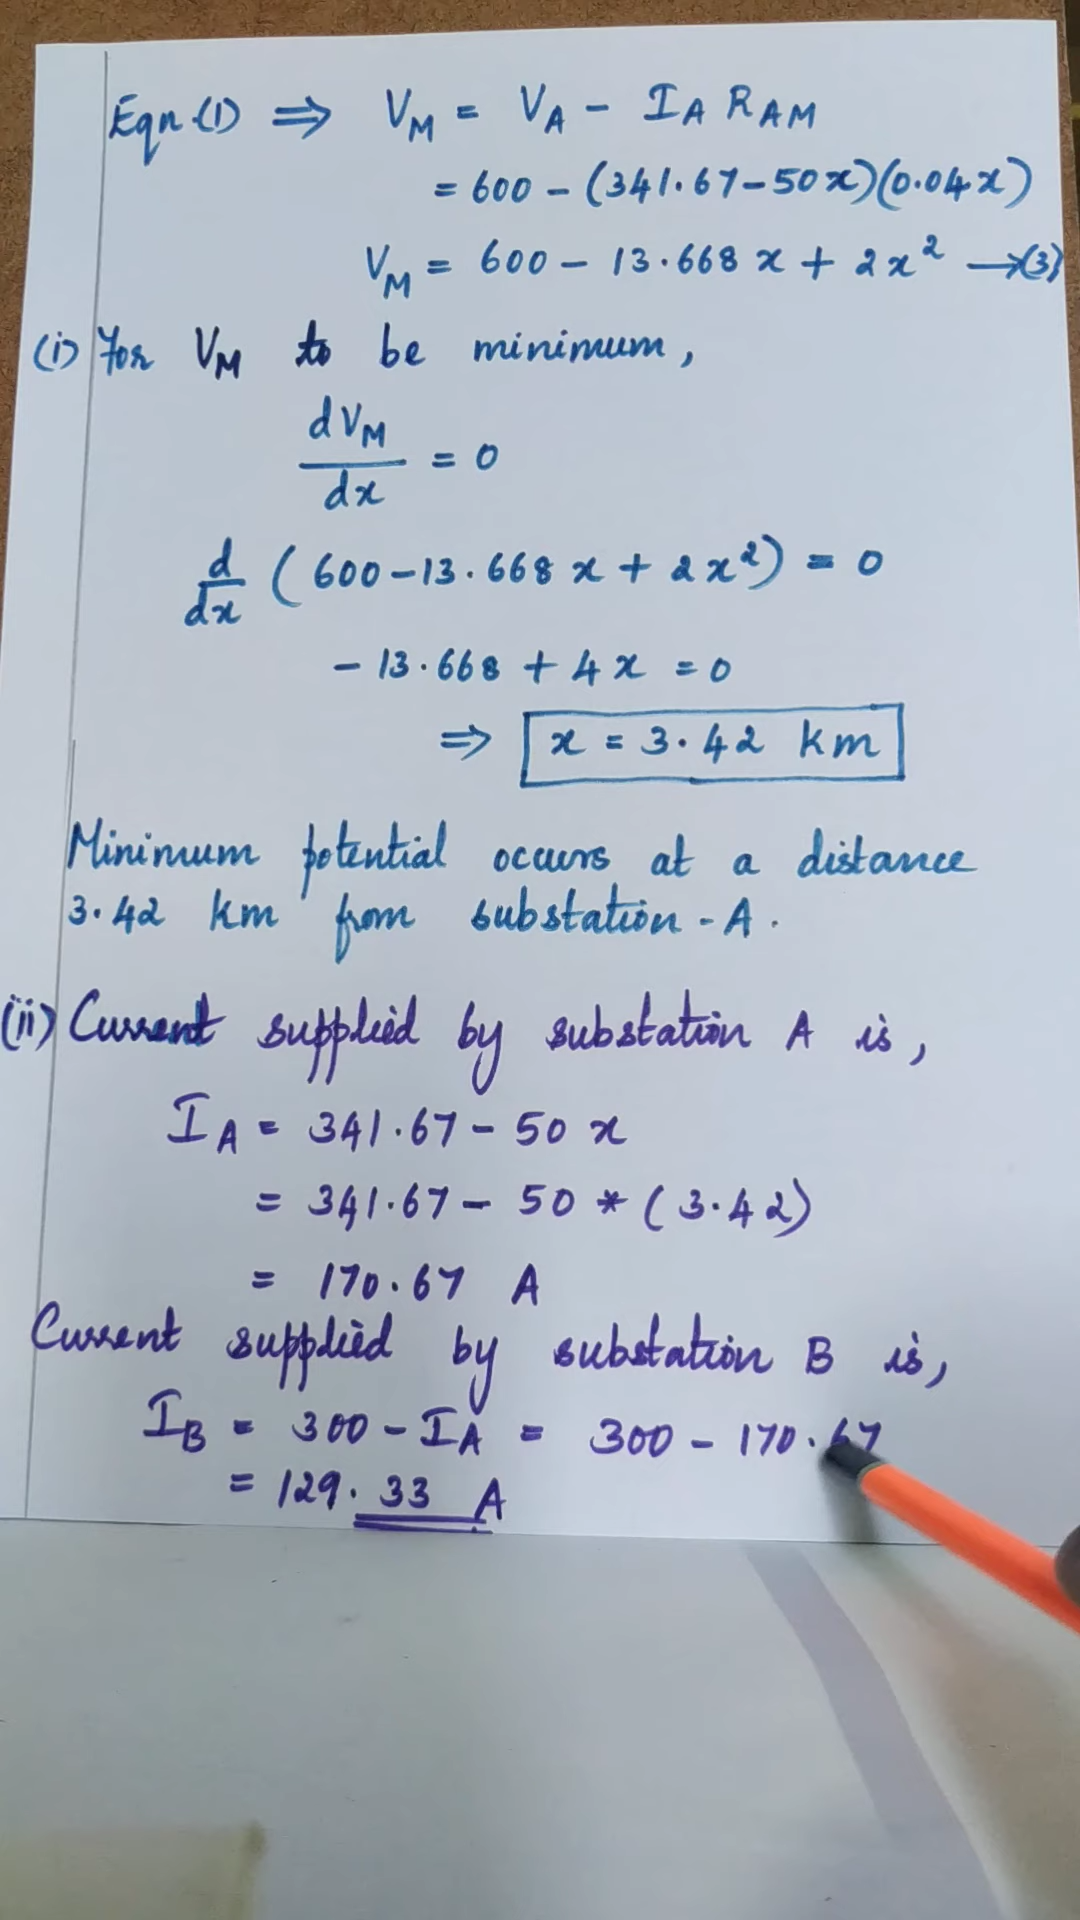 Eqn (1) ⇒ V_M = V_A - I_A R_AM
= 600 - (341.67 - 50x)(0.04x)
V_M = 600 - 13.668 x + 2x² → (3)
(i) For V_M to be minimum,
dV_M/dx = 0
d/dx (600 - 13.668 x + 2x²) = 0
- 13.668 + 4x = 0
⇒ x = 3.42 km
Minimum potential occurs at a distance
3.42 km from substation - A.
(ii) Current supplied by substation A is,
I_A = 341.67 - 50 x
= 341.67 - 50 * (3.42)
= 170.67 A
Current supplied by substation B is,
I_B = 300 - I_A = 300 - 170.67
= 129.33 A